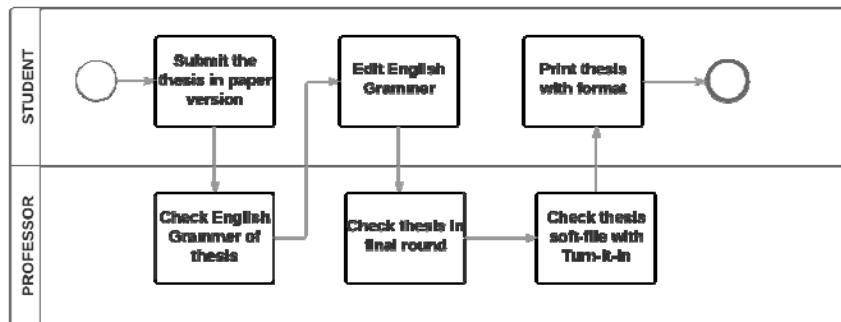 STUDENT
Submit the
thesis in paper
version
Edit English
Grammer
Print thesis
with format
PROFESSOR
Check English
Grammer of
thesis
Check thesis in
final round
Check thesis
soft-file with
Turn-it-in